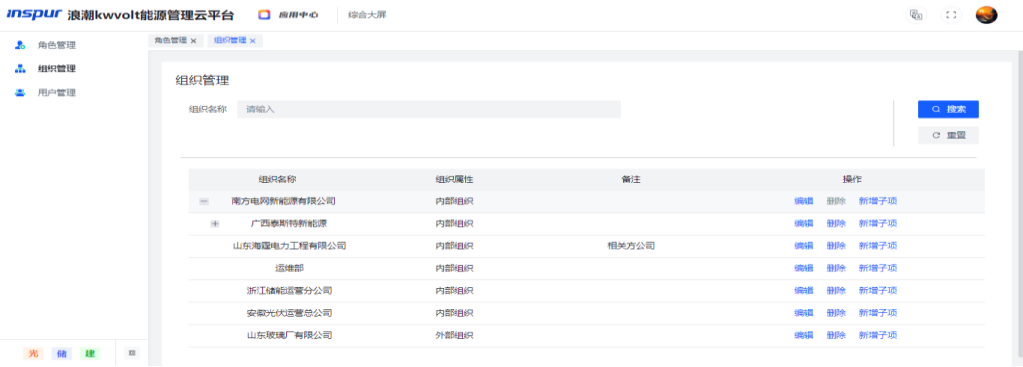 inspur 浪潮kwvolt能源管理云平台 应用中心 综合大屏
角色管理
组织管理
用户管理
角色管理 × 组织管理 ×
组织管理
组织名称 请输入 搜索
重置
组织名称 组织属性 备注 操作
南方电网新能源有限公司 内部组织 编辑 删除 新增子项
广西泰斯特新能源 内部组织 编辑 删除 新增子项
山东海霆电力工程有限公司 内部组织 相关方公司 编辑 删除 新增子项
运维部 内部组织 编辑 删除 新增子项
浙江储能运营分公司 内部组织 编辑 删除 新增子项
安徽光伏运营总公司 内部组织 编辑 删除 新增子项
山东玻璃厂有限公司 外部组织 编辑 删除 新增子项
光 储 建